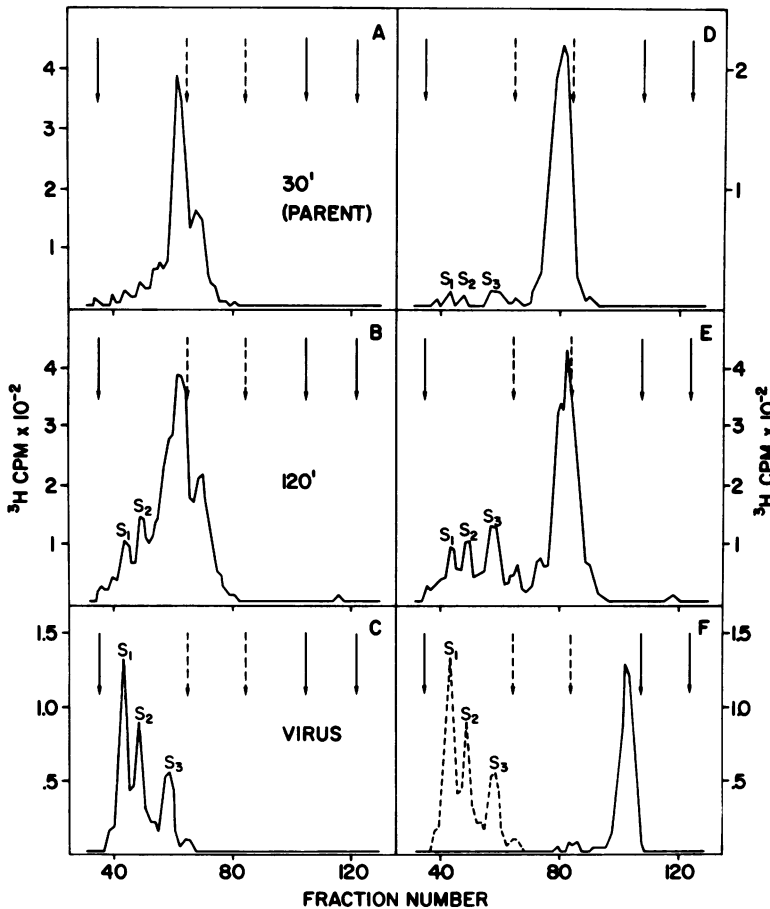 A
4
3
2
1
30'
(PARENT)
D
2
1
S1 S2 S3
B
4
3
2
1
S1
S2
120'
E
4
3
2
1
S1 S2 S3
³H CPM x 10⁻²
³H CPM x 10⁻²
C
1.5
1.0
.5
S1
S2
S3
VIRUS
F
1.5
1.0
.5
S1
S2
S3
40 80 120
40 80 120
FRACTION NUMBER